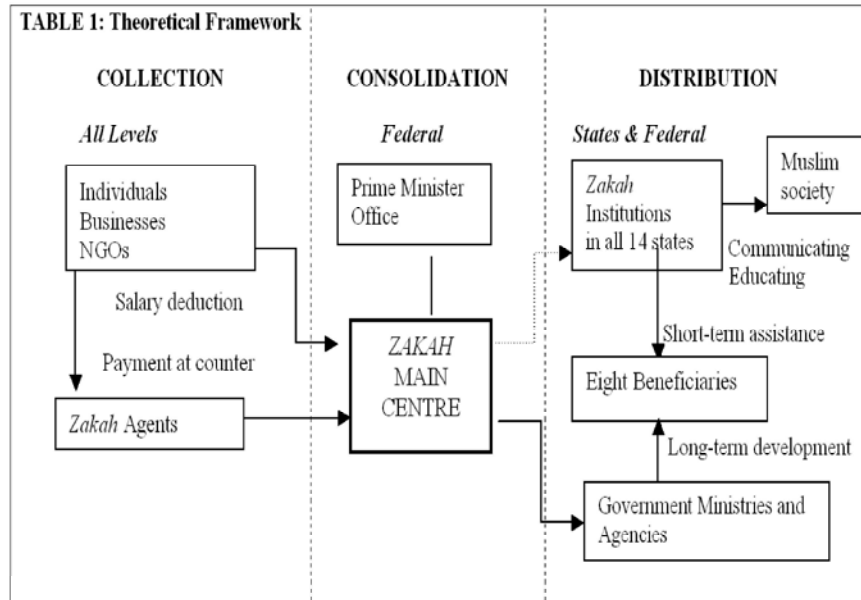 TABLE 1: Theoretical Framework
COLLECTION
All Levels
Individuals
Businesses
NGOs
Salary deduction
Payment at counter
Zakah Agents
CONSOLIDATION
Federal
Prime Minister
Office
ZAKAH
MAIN
CENTRE
DISTRIBUTION
States & Federal
Zakah
Institutions
in all 14 states
Muslim
society
Communicating
Educating
Short-term assistance
Eight Beneficiaries
Long-term development
Government Ministries and
Agencies